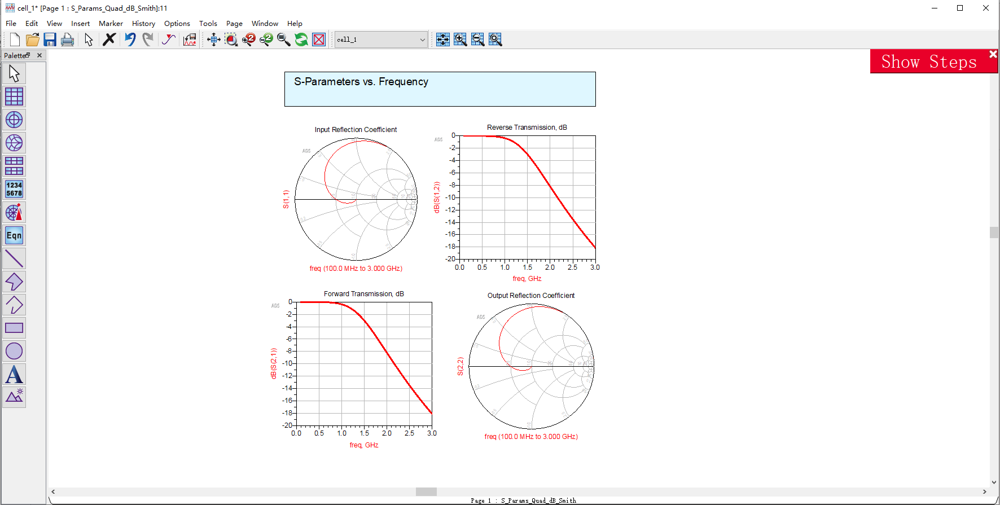 cell_1* [Page 1 : S_Params_Quad_dB_Smith]:11
File Edit View Insert Marker History Options Tools Page Window Help
2 2 cell_1
Palette
Show Steps
1234
5678
Eqn
A
S-Parameters vs. Frequency
Input Reflection Coefficient
ADS
S(1,1)
freq (100.0 MHz to 3.000 GHz)
Reverse Transmission, dB
ADS
dB(S(1,2))
0
-2
-4
-6
-8
-10
-12
-14
-16
-18
-20
0.0 0.5 1.0 1.5 2.0 2.5 3.0
freq, GHz
Forward Transmission, dB
ADS
dB(S(2,1))
0
-2
-4
-6
-8
-10
-12
-14
-16
-18
-20
0.0 0.5 1.0 1.5 2.0 2.5 3.0
freq, GHz
Output Reflection Coefficient
ADS
S(2,2)
freq (100.0 MHz to 3.000 GHz)
Page 1 : S_Params_Quad_dB_Smith